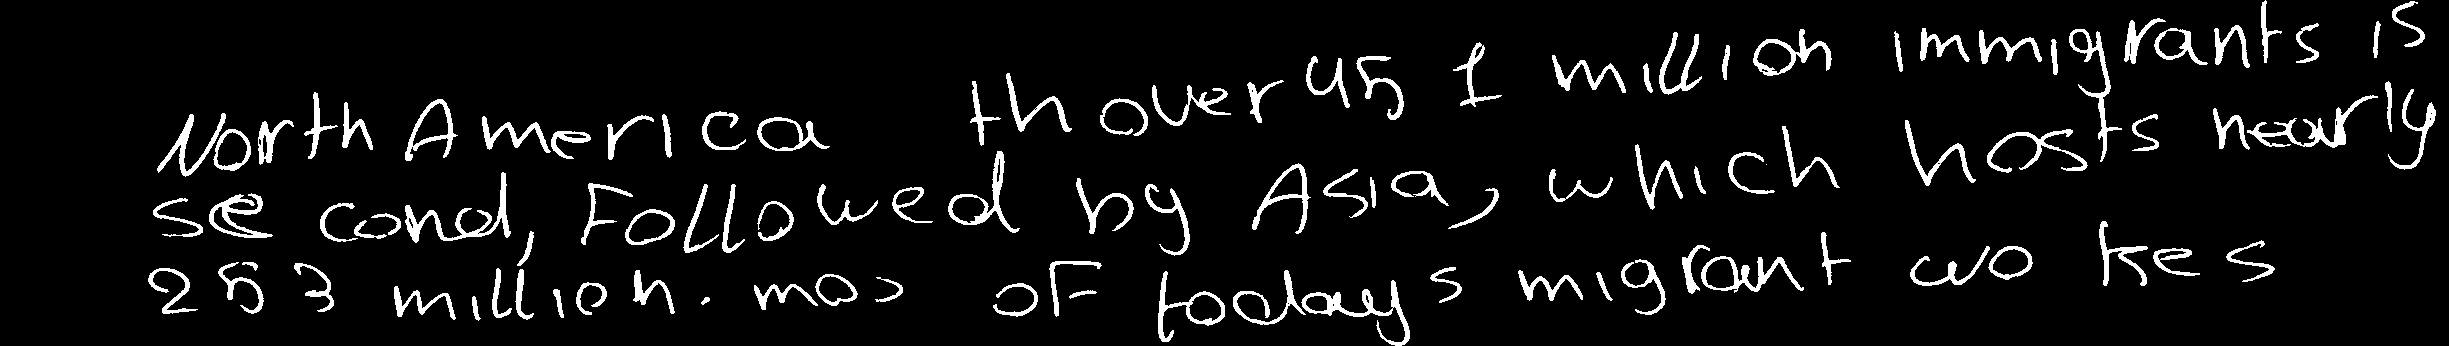 North America th over 45 1 million immigrants is
second, Followed by Asia, which hosts nearly
253 million. mos of todays migrant wo kes